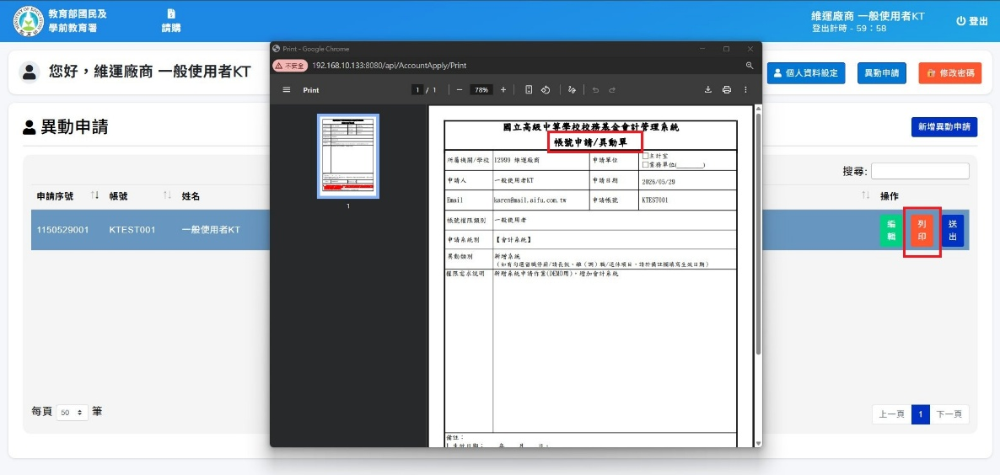 教育部國民及
學前教育署
請購
維運廠商 一般使用者KT
登出計時 - 59：58
登出
您好，維運廠商 一般使用者KT
個人資料設定
異動申請
修改密碼
異動申請
新增異動申請
搜尋:
申請序號
帳號
姓名
操作
1150529001
KTEST001
一般使用者KT
編輯
列印
送出
每頁 50 筆
上一頁 1 下一頁
Print - Google Chrome
不安全 192.168.10.133:8080/api/AccountApply/Print
Print
1 / 1
78%
1
國立高級中等學校校務基金會計管理系統
帳號申請/異動單
所屬機關/學校 12999 維運廠商 申請單位 □主計室
□業務單位(________)
申請人 一般使用者KT 申請日期 2026/05/29
Email karen@mail.aifu.com.tw 申請帳號 KTEST001
帳號權限類別 一般使用者
申請系統別 【會計系統】
異動類別 新增系統
（如有勾選留職停薪/請長假、離（調）職/退休項目，請於備註欄填寫生效日期）
權限需求說明 新增系統申請作業(DEMO用)，增加會計系統
備註：
1.生效日期： 年 月 日。